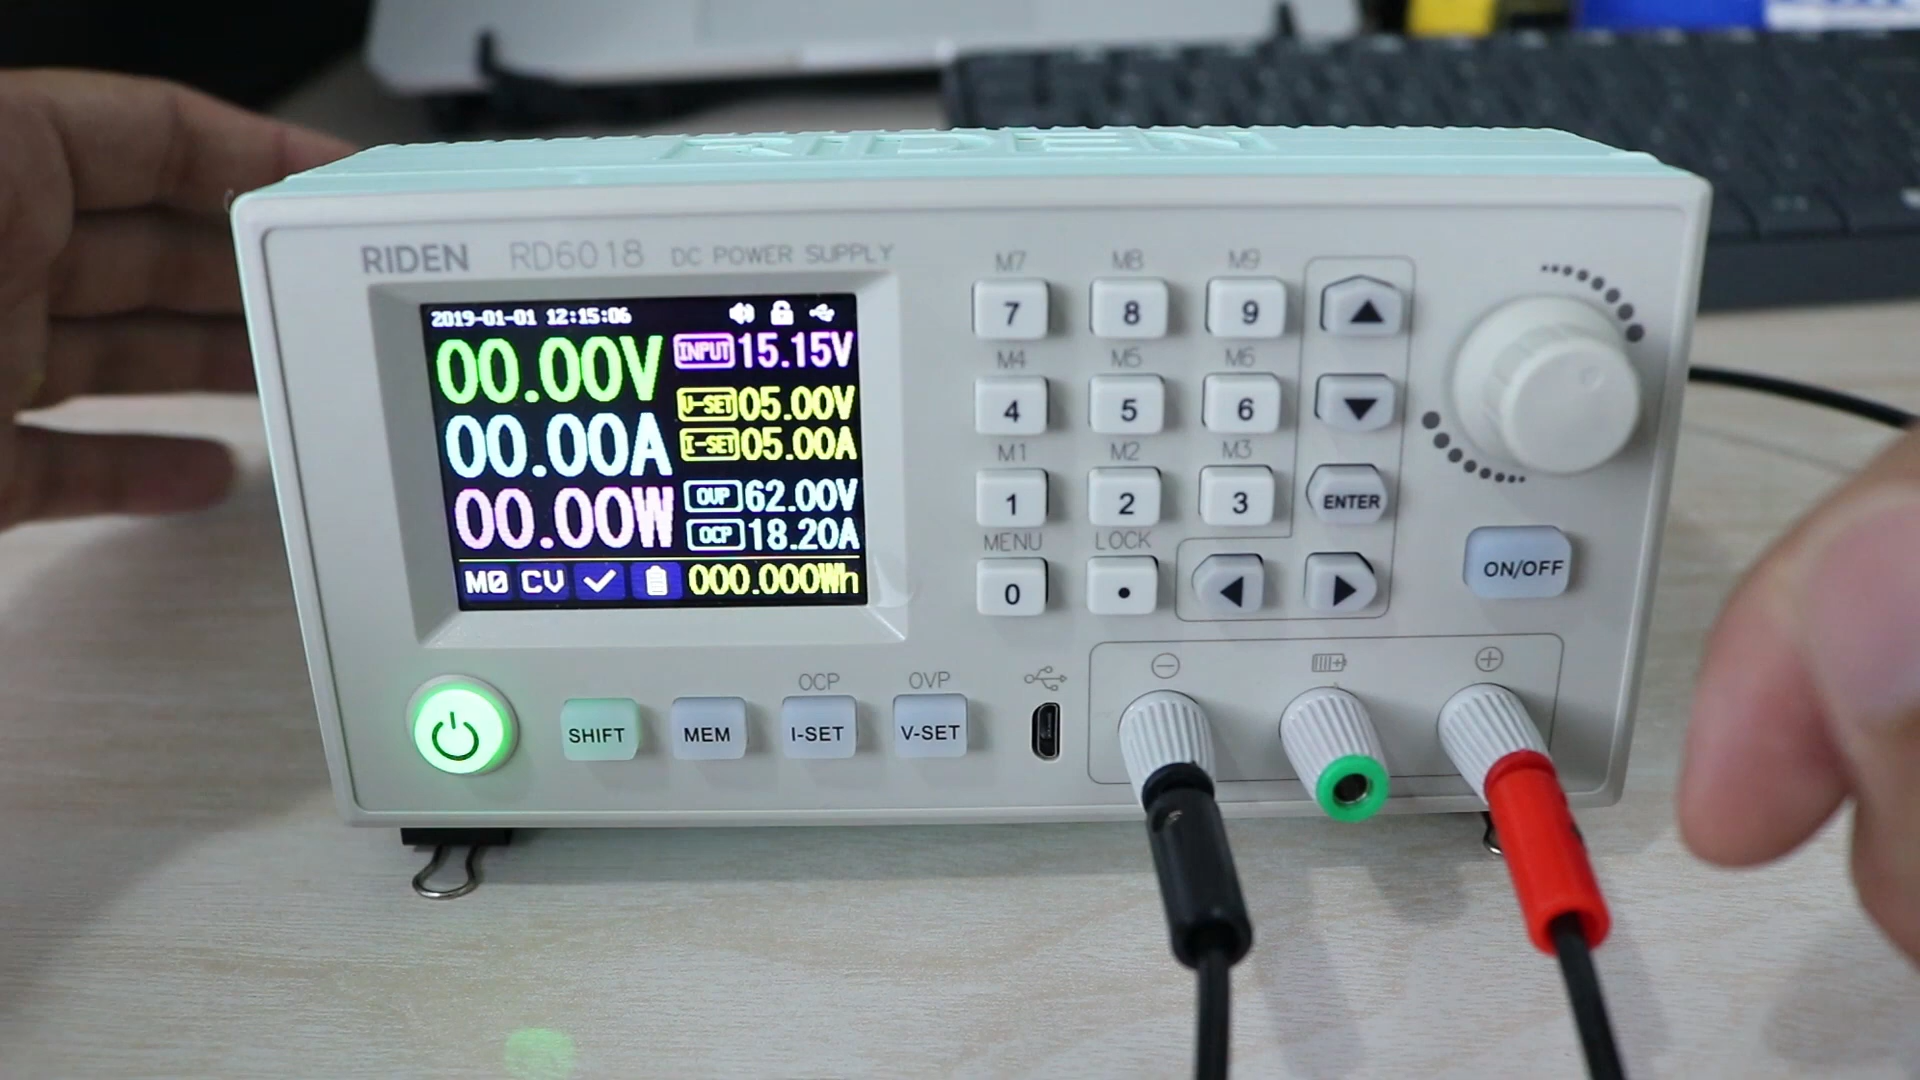 RIDEN
RIDEN RD6018 DC POWER SUPPLY
2019-01-01 12:15:06
00.00V
00.00A
00.00W
INPUT 15.15V
V-SET 05.00V
I-SET 05.00A
OVP 62.00V
OCP 18.20A
M0 CV 000.000Wh
M7 M8 M9
7 8 9
M4 M5 M6
4 5 6
M1 M2 M3
1 2 3 ENTER
MENU LOCK
0 .
ON/OFF
OCP OVP
SHIFT MEM I-SET V-SET